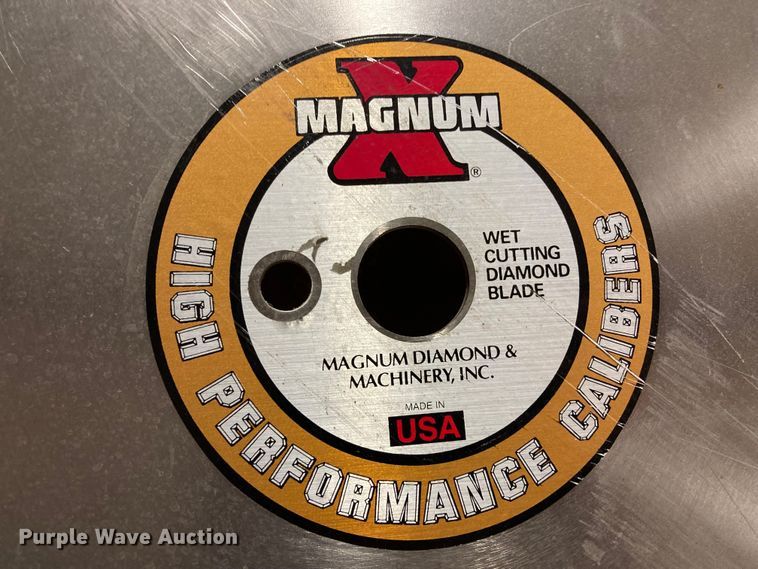 X
MAGNUM
®
WET
CUTTING
DIAMOND
BLADE
MAGNUM DIAMOND &
MACHINERY, INC.
MADE IN
USA
HIGH PERFORMANCE CALIBERS
Purple Wave Auction